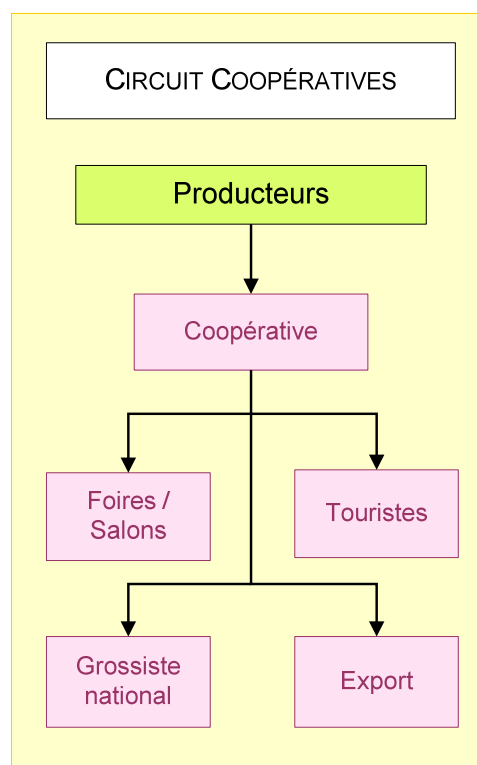 CIRCUIT COOPÉRATIVES
Producteurs
Coopérative
Foires /
Salons
Touristes
Grossiste
national
Export